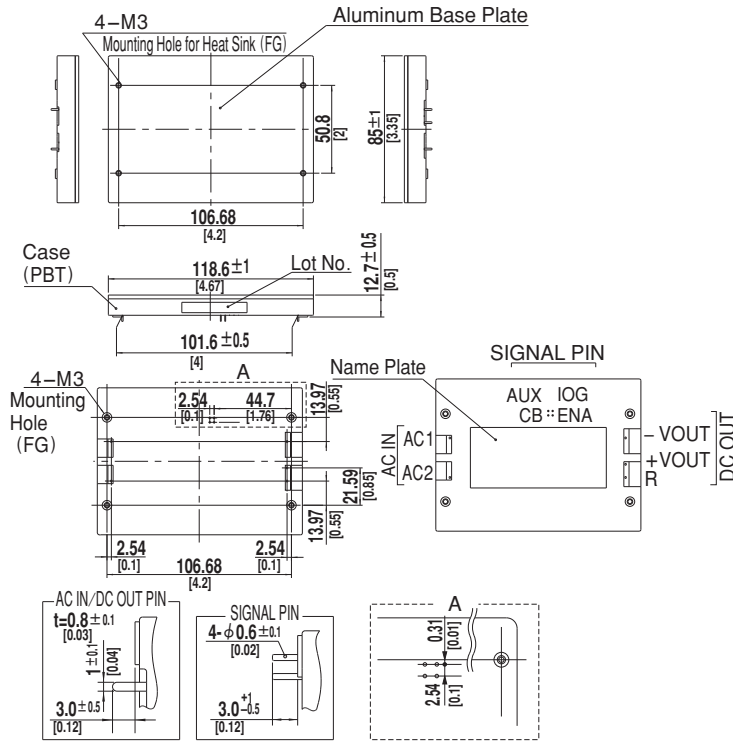 4-M3
Mounting Hole for Heat Sink (FG)
Aluminum Base Plate
50.8
[2]
85±1
[3.35]
106.68
[4.2]
Case
(PBT)
118.6±1
[4.67]
Lot No.
12.7±0.5
[0.5]
101.6±0.5
[4]
4-M3
Mounting
Hole
(FG)
A
2.54
[0.1]
44.7
[1.76]
13.97
[0.55]
21.59
[0.85]
13.97
[0.55]
2.54
[0.1]
2.54
[0.1]
106.68
[4.2]
Name Plate
SIGNAL PIN
AUX IOG
CB ENA
AC IN
AC1
AC2
-VOUT
+VOUT
R
DC OUT
AC IN/DC OUT PIN
t=0.8±0.1
[0.03]
1±0.1
[0.04]
3.0±0.5
[0.12]
SIGNAL PIN
4-φ0.6±0.1
[0.02]
3.0 +1 -0.5
[0.12]
A
0.31
[0.01]
2.54
[0.1]